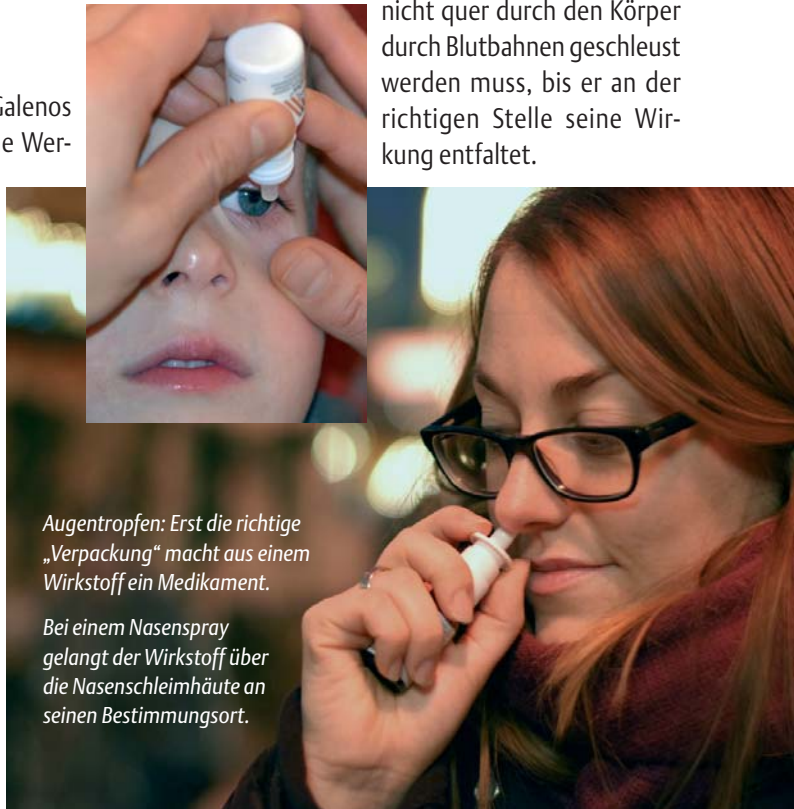 Galenos
e Wer-
nicht quer durch den Körper
durch Blutbahnen geschleust
werden muss, bis er an der
richtigen Stelle seine Wir-
kung entfaltet.
Augentropfen: Erst die richtige
„Verpackung“ macht aus einem
Wirkstoff ein Medikament.
Bei einem Nasenspray
gelangt der Wirkstoff über
die Nasenschleimhäute an
seinen Bestimmungsort.